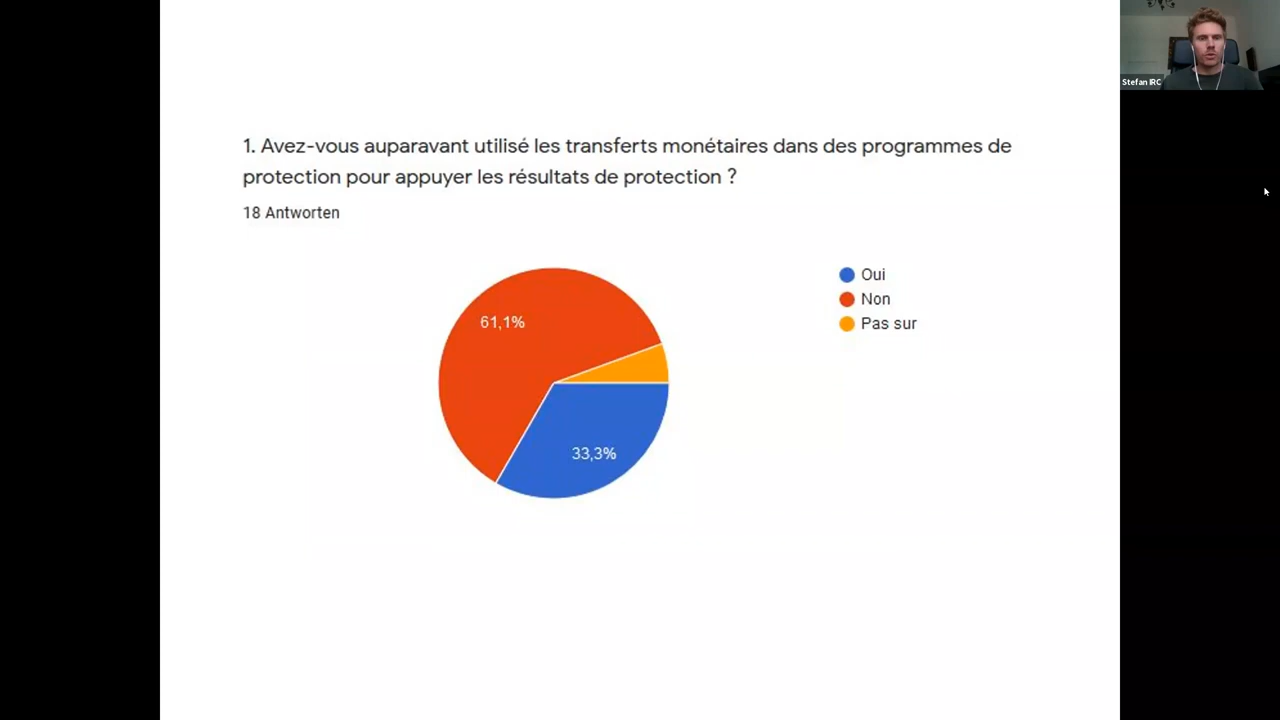 Stefan IRC
1. Avez-vous auparavant utilisé les transferts monétaires dans des programmes de
protection pour appuyer les résultats de protection ?
18 Antworten
Oui
Non
Pas sur
61,1%
33,3%